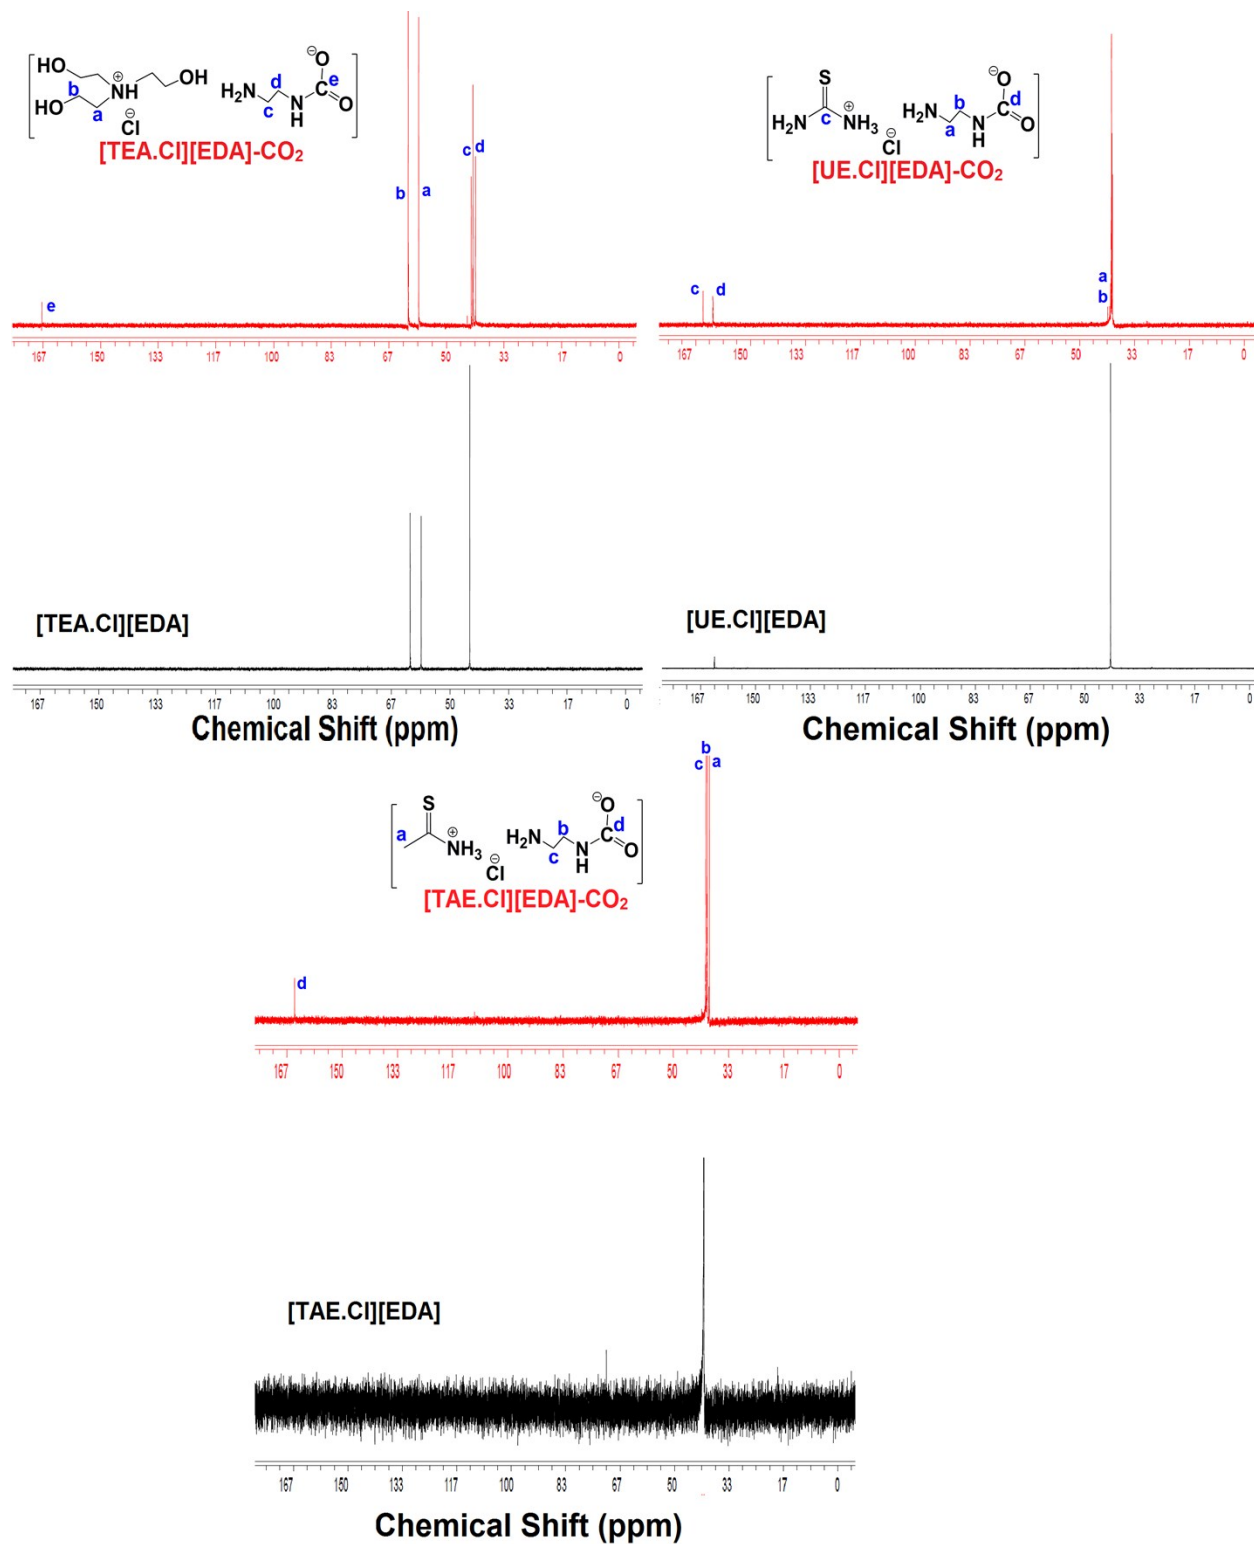 HO
b
HO
a
⊕
NH
OH
⊖
Cl
H₂N
d
c
N
H
⊖
O
C
e
O
[TEA.Cl][EDA]-CO₂
b
a
c
d
e
167 150 133 117 100 83 67 50 33 17 0
S
H₂N
c
⊕
NH₃
⊖
Cl
H₂N
b
a
NH
⊖
O
C
d
O
[UE.Cl][EDA]-CO₂
c
d
a
b
167 150 133 117 100 83 67 50 33 17 0
[TEA.Cl][EDA]
167 150 133 117 100 83 67 50 33 17 0
Chemical Shift (ppm)
[UE.Cl][EDA]
167 150 133 117 100 83 67 50 33 17 0
Chemical Shift (ppm)
S
a
⊕
NH₃
⊖
Cl
H₂N
b
c
N
H
⊖
O
C
d
O
[TAE.Cl][EDA]-CO₂
b
c
a
d
167 150 133 117 100 83 67 50 33 17 0
[TAE.Cl][EDA]
167 150 133 117 100 83 67 50 33 17 0
Chemical Shift (ppm)